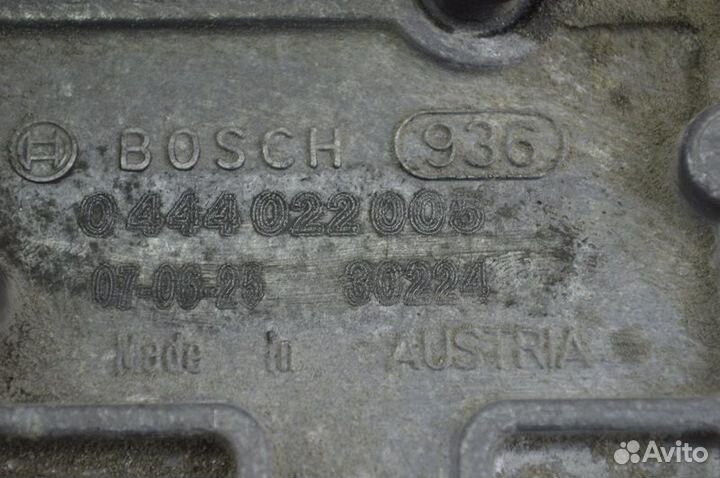 BOSCH 936
0 444 022 005
07-06-25 30224
Made in AUSTRIA
Avito